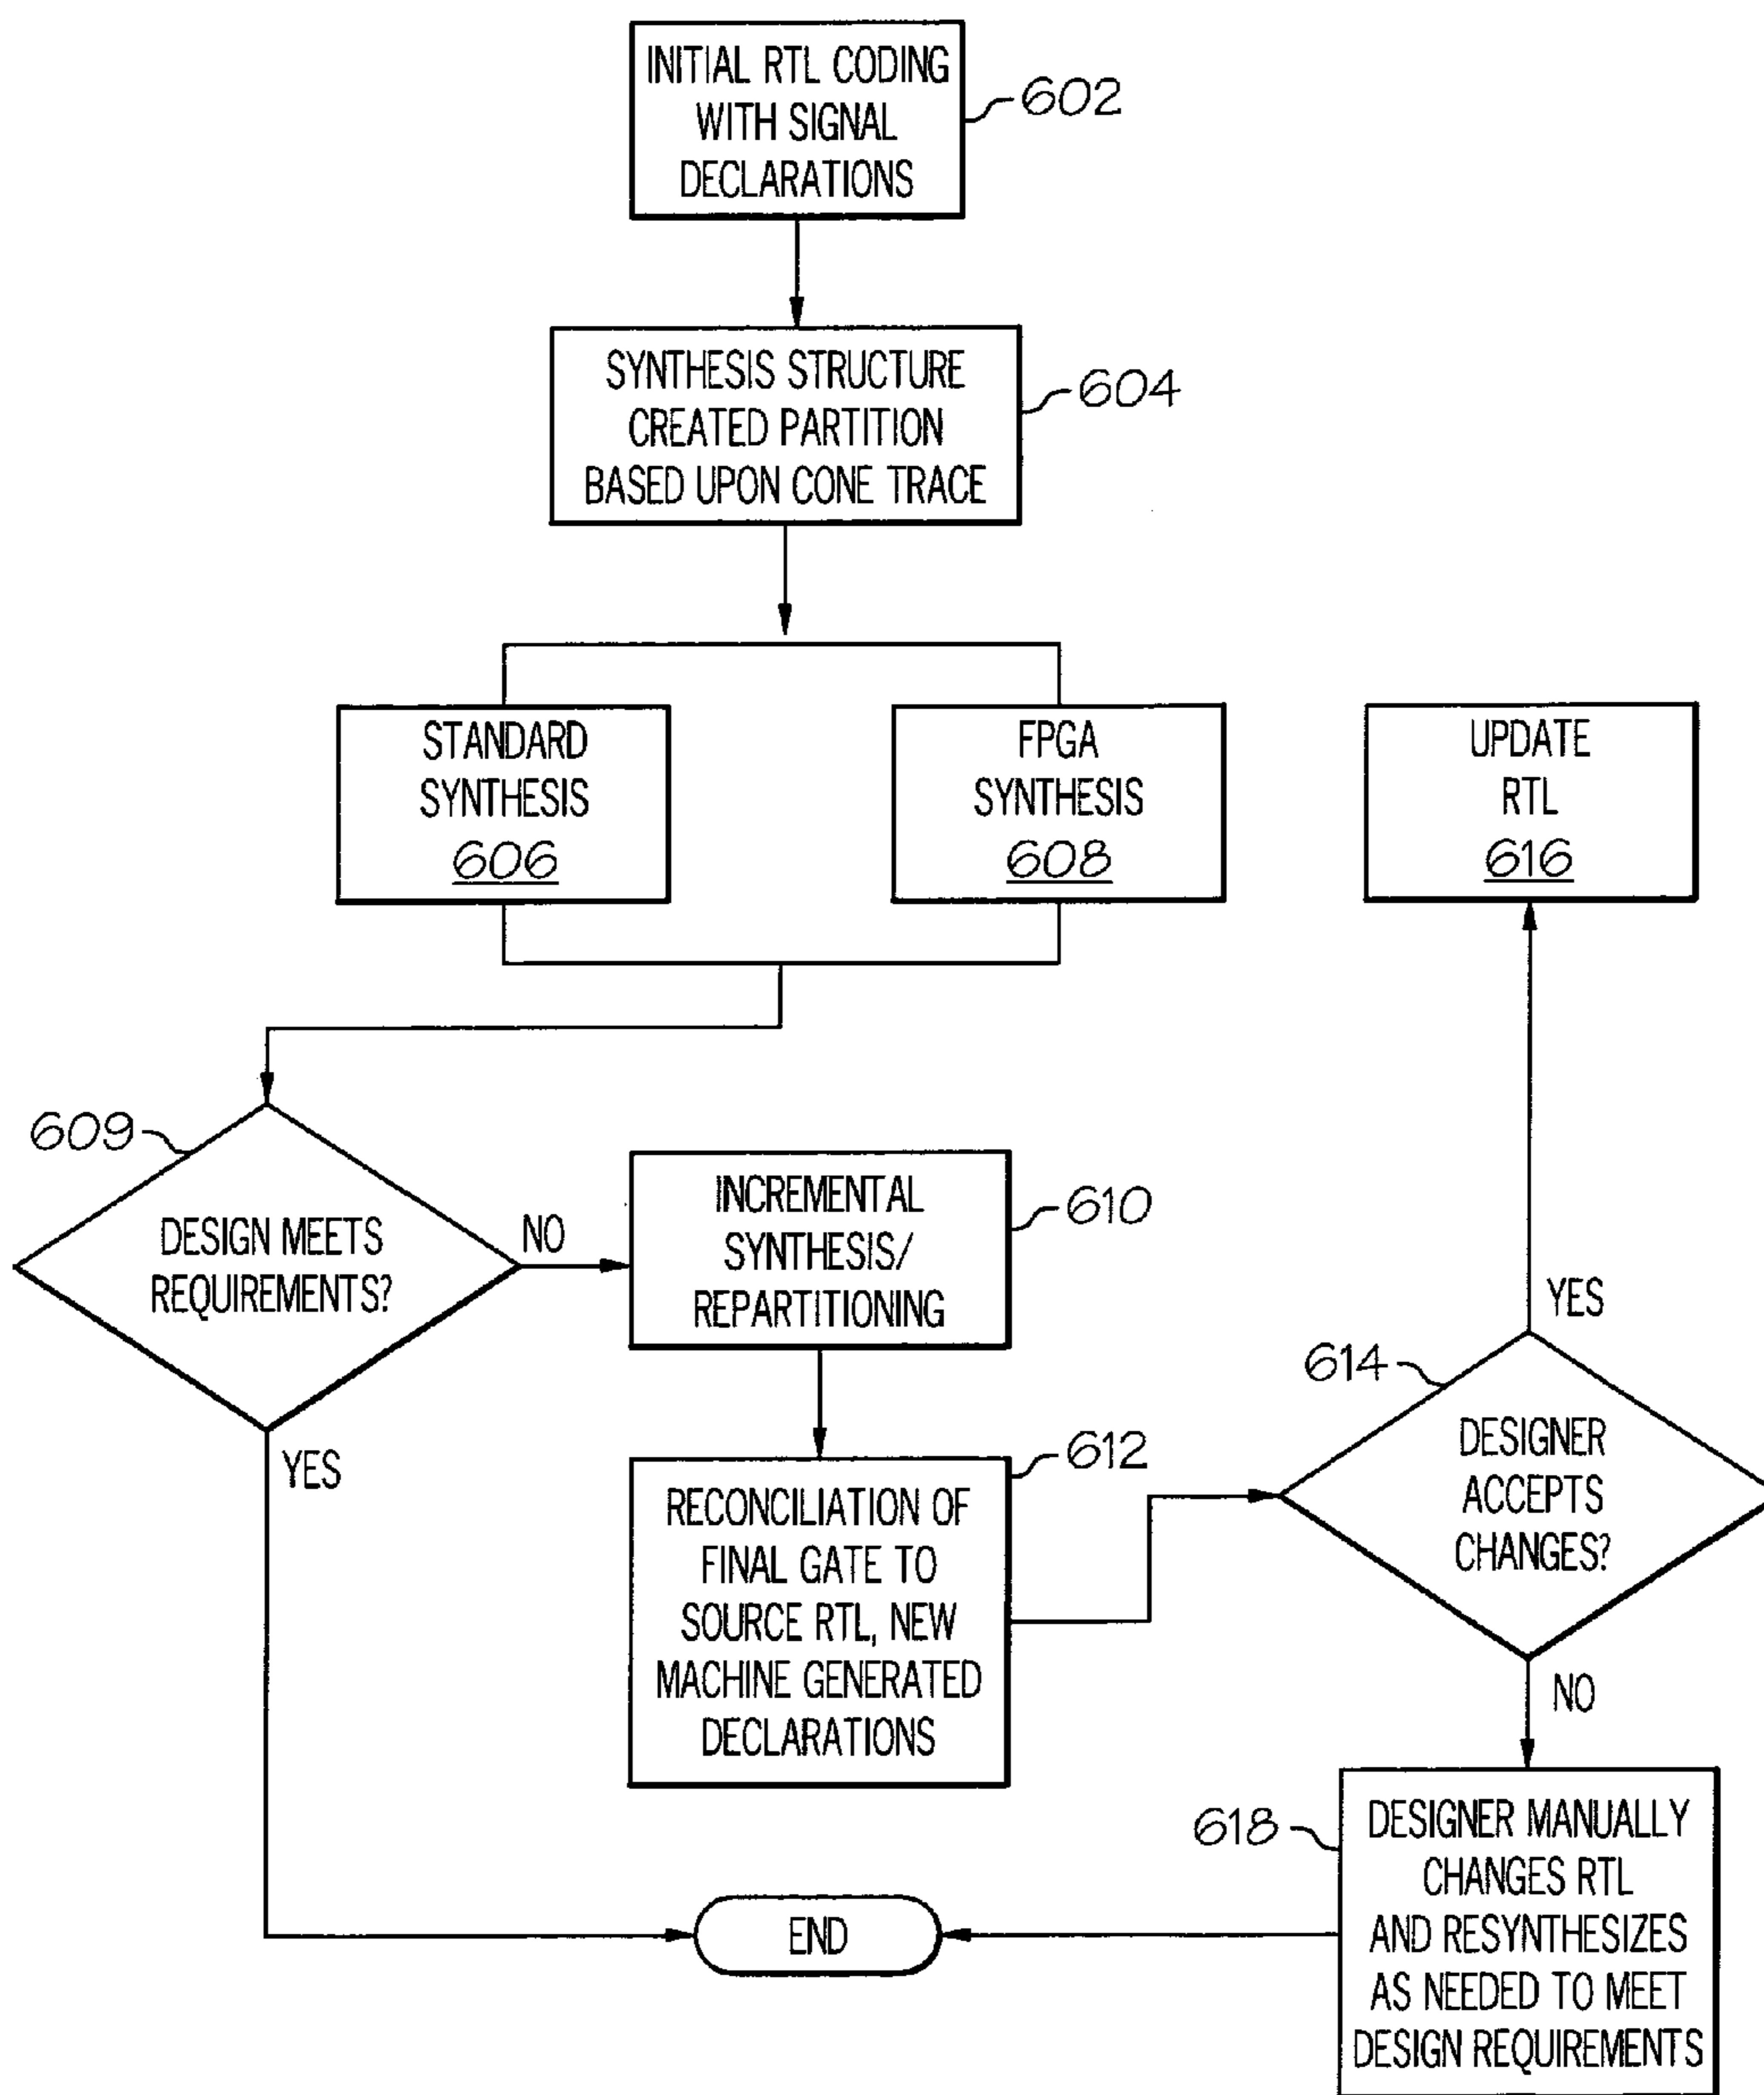 INITIAL RTL CODING
WITH SIGNAL
DECLARATIONS
602
SYNTHESIS STRUCTURE
CREATED PARTITION
BASED UPON CONE TRACE
604
STANDARD
SYNTHESIS
606
FPGA
SYNTHESIS
608
UPDATE
RTL
616
609
DESIGN MEETS
REQUIREMENTS?
NO
YES
INCREMENTAL
SYNTHESIS/
REPARTITIONING
610
RECONCILIATION OF
FINAL GATE TO
SOURCE RTL, NEW
MACHINE GENERATED
DECLARATIONS
612
614
DESIGNER
ACCEPTS
CHANGES?
YES
NO
618
DESIGNER MANUALLY
CHANGES RTL
AND RESYNTHESIZES
AS NEEDED TO MEET
DESIGN REQUIREMENTS
END